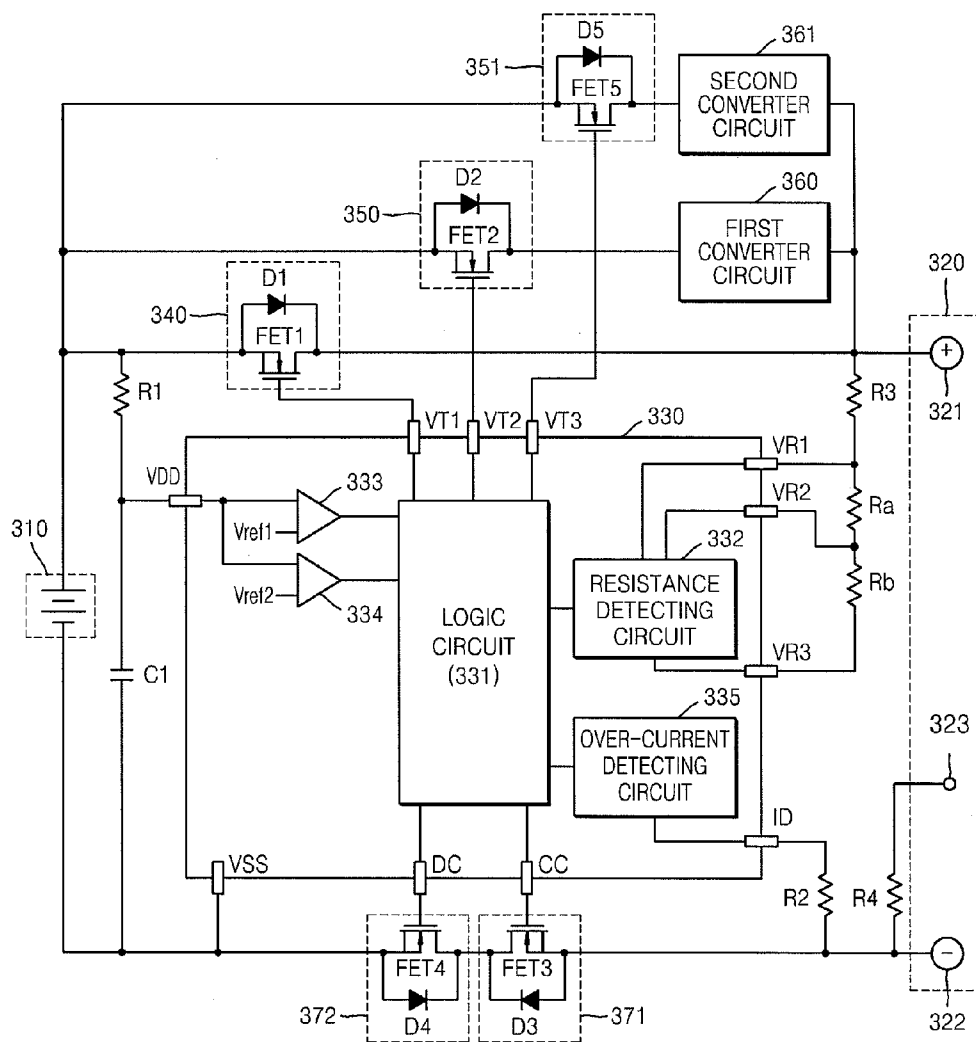 D5
361
351
FET5
SECOND
CONVERTER
CIRCUIT
D2
360
350
FET2
FIRST
CONVERTER
CIRCUIT
D1
320
340
FET1
+
R1
R3
321
VT1
VT2
VT3
330
VR1
VDD
333
VR2
Ra
310
Vref1
332
Vref2
334
LOGIC
CIRCUIT
(331)
RESISTANCE
DETECTING
CIRCUIT
Rb
VR3
C1
335
323
OVER-CURRENT
DETECTING
CIRCUIT
ID
VSS
DC
CC
R2
R4
FET4
FET3
−
372
D4
D3
371
322